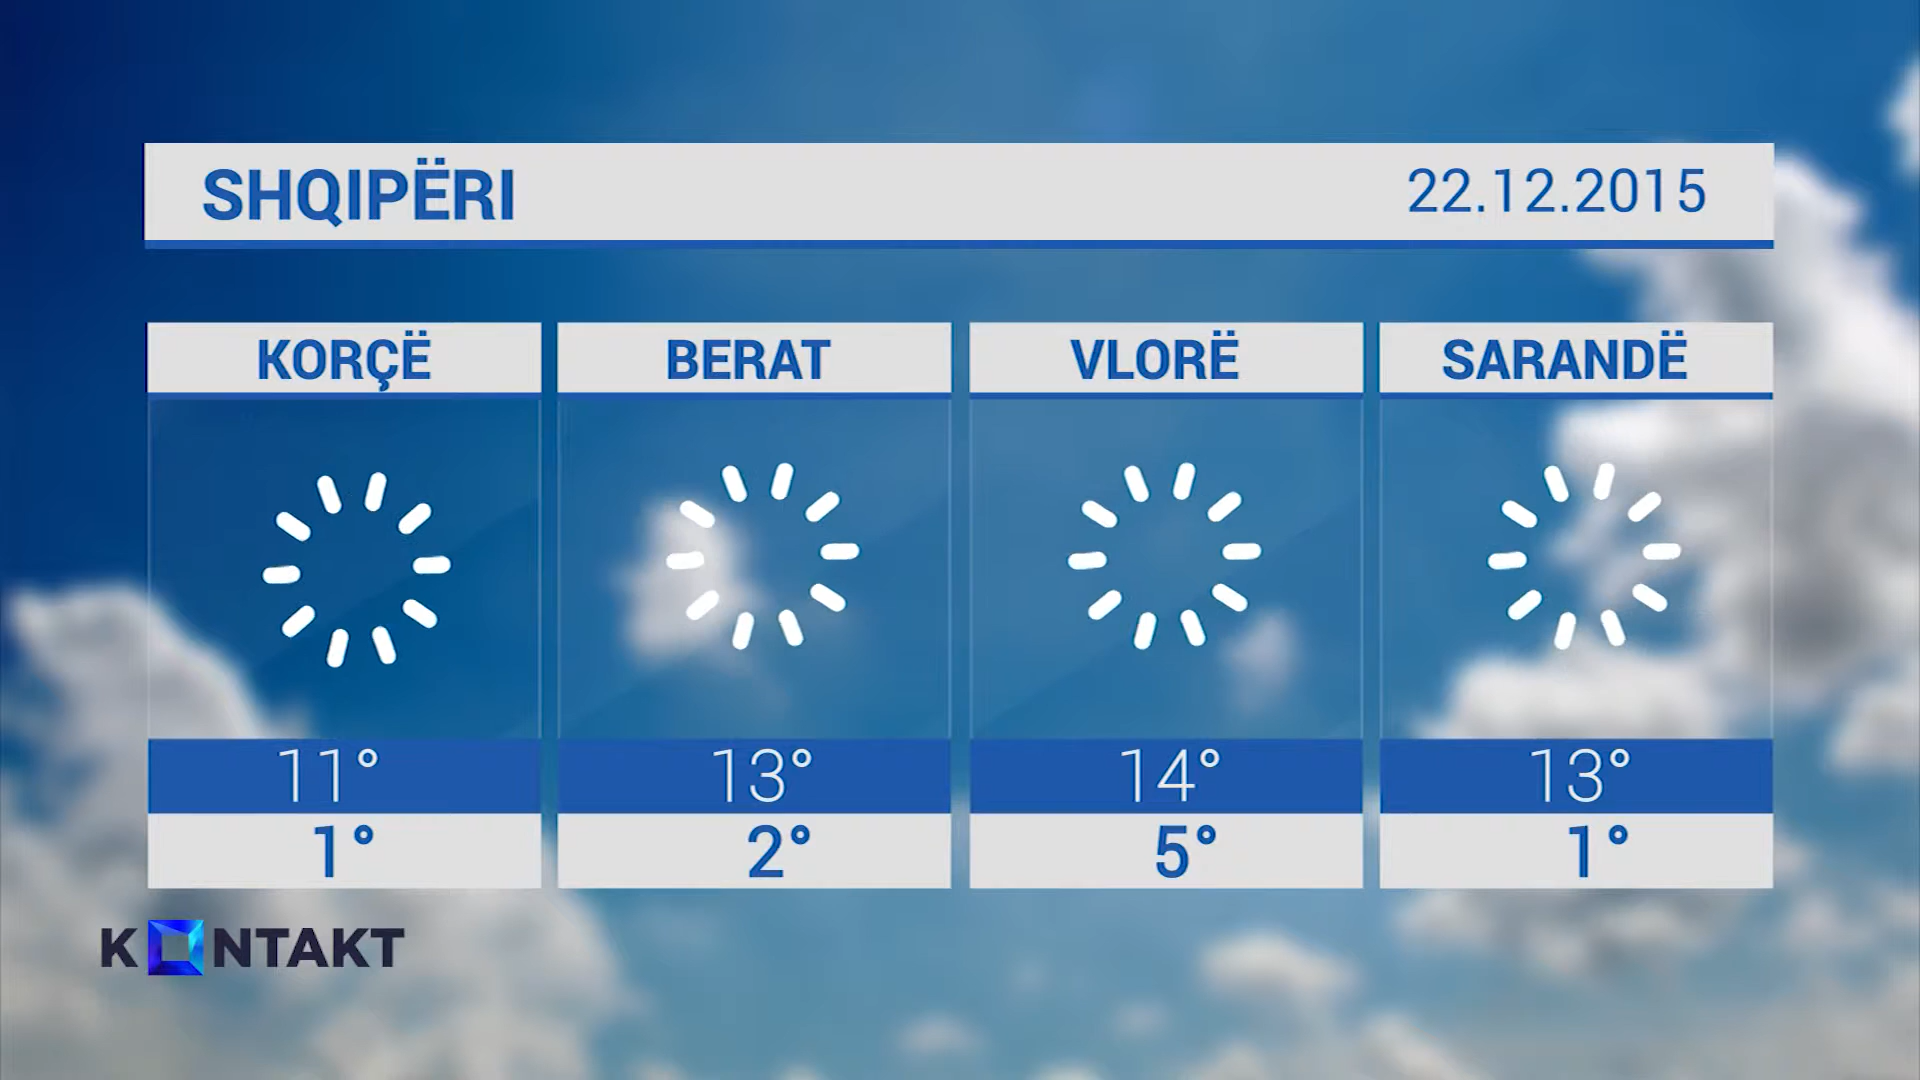 SHQIPËRI 22.12.2015
KORÇË BERAT VLORË SARANDË
11° 13° 14° 13°
1° 2° 5° 1°
KONTAKT